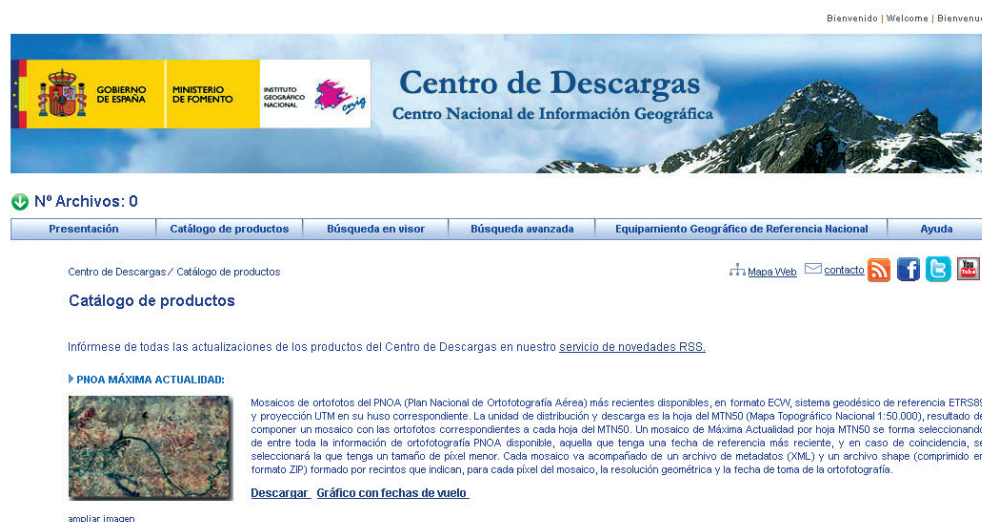 Bienvenido | Welcome | Bienvenue
GOBIERNO
DE ESPAÑA
MINISTERIO
DE FOMENTO
INSTITUTO
GEOGRÁFICO
NACIONAL
cnig
Centro de Descargas
Centro Nacional de Información Geográfica
Nº Archivos: 0
Presentación Catálogo de productos Búsqueda en visor Búsqueda avanzada Equipamiento Geográfico de Referencia Nacional Ayuda
Centro de Descargas / Catálogo de productos
Mapa Web contacto You Tube
Catálogo de productos
Infórmese de todas las actualizaciones de los productos del Centro de Descargas en nuestro servicio de novedades RSS.
PNOA MÁXIMA ACTUALIDAD:
Mosaicos de ortofotos del PNOA (Plan Nacional de Ortofotografía Aérea) más recientes disponibles, en formato ECW, sistema geodésico de referencia ETRS89
y proyección UTM en su huso correspondiente. La unidad de distribución y descarga es la hoja del MTN50 (Mapa Topográfico Nacional 1:50.000), resultado de
componer un mosaico con las ortofotos correspondientes a cada hoja del MTN50. Un mosaico de Máxima Actualidad por hoja MTN50 se forma seleccionando
de entre toda la información de ortofotografía PNOA disponible, aquella que tenga una fecha de referencia más reciente, y en caso de coincidencia, se
seleccionará la que tenga un tamaño de píxel menor. Cada mosaico va acompañado de un archivo de metadatos (XML) y un archivo shape (comprimido en
formato ZIP) formado por recintos que indican, para cada píxel del mosaico, la resolución geométrica y la fecha de toma de la ortofotografía.
Descargar Gráfico con fechas de vuelo
ampliar imagen